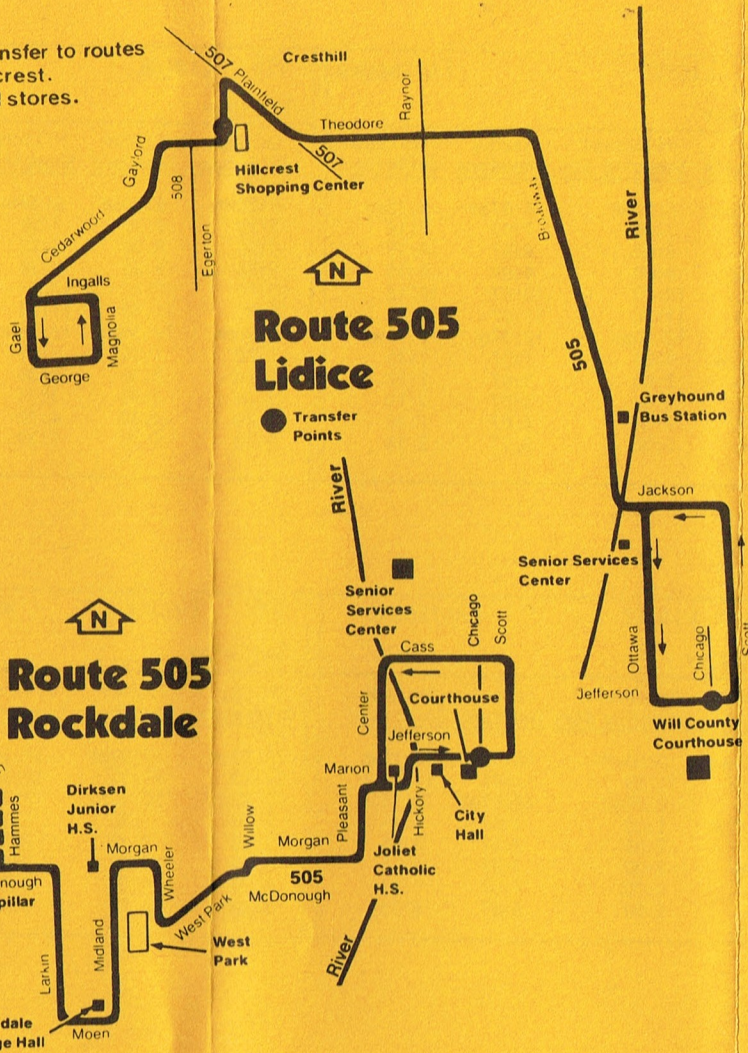 nsfer to routes
crest.
stores.
507
Plainfield
Cresthill
Theodore
Raynor
507
Hillcrest
Shopping Center
Gaylord
508
Egerton
Cedarwood
Ingalls
Gael
Magnolia
George
N
Route 505
Lidice
Transfer
Points
Broadway
River
505
Greyhound
Bus Station
Jackson
Senior Services
Center
Ottawa
Chicago
Jefferson
Will County
Courthouse
River
Senior
Services
Center
Cass
Chicago
Scott
Center
Courthouse
Jefferson
Marion
Pleasant
Hickory
City
Hall
Joliet
Catholic
H.S.
River
N
Route 505
Rockdale
Dirksen
Junior
H.S.
Hammes
Morgan
Wheeler
Willow
Morgan
505
McDonough
West Park
West
Park
nough
pillar
Larkin
Midland
Moen
dale
ge Hall